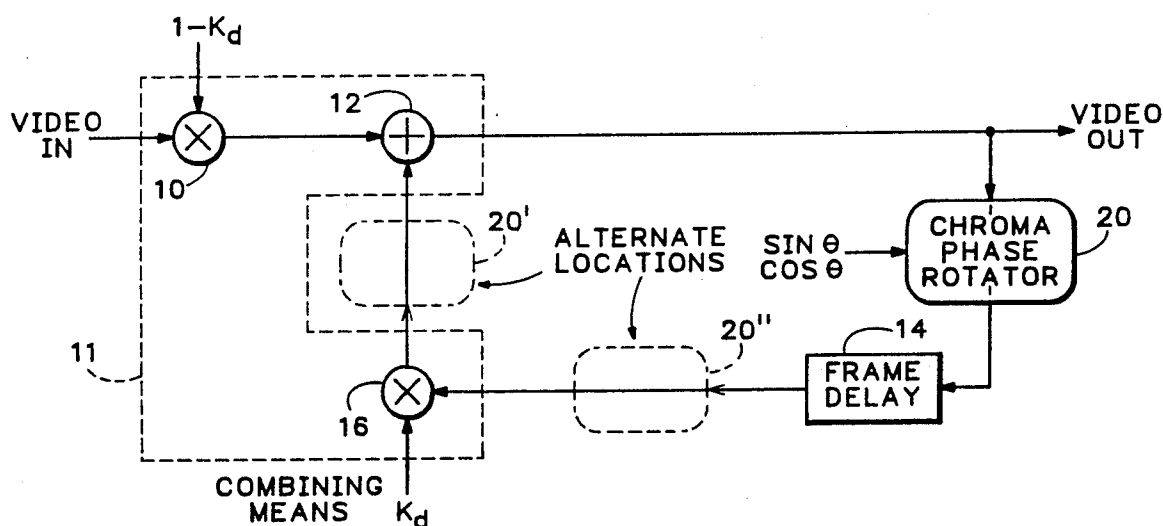 1-Kd
VIDEO
IN
10
12
VIDEO
OUT
20'
ALTERNATE
LOCATIONS
SIN θ
COS θ
CHROMA
PHASE
ROTATOR
20
11
16
20"
14
FRAME
DELAY
COMBINING
MEANS
Kd